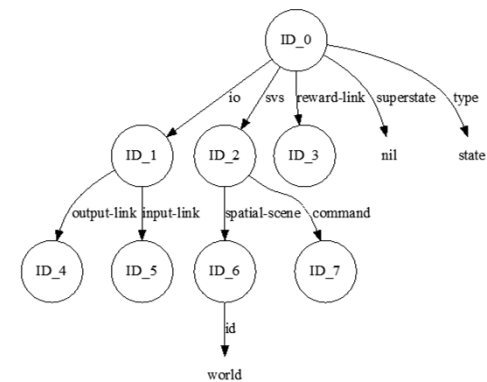 ID_0
io
svs
reward-link
superstate
type
ID_1
ID_2
ID_3
nil
state
output-link
input-link
spatial-scene
command
ID_4
ID_5
ID_6
ID_7
id
world